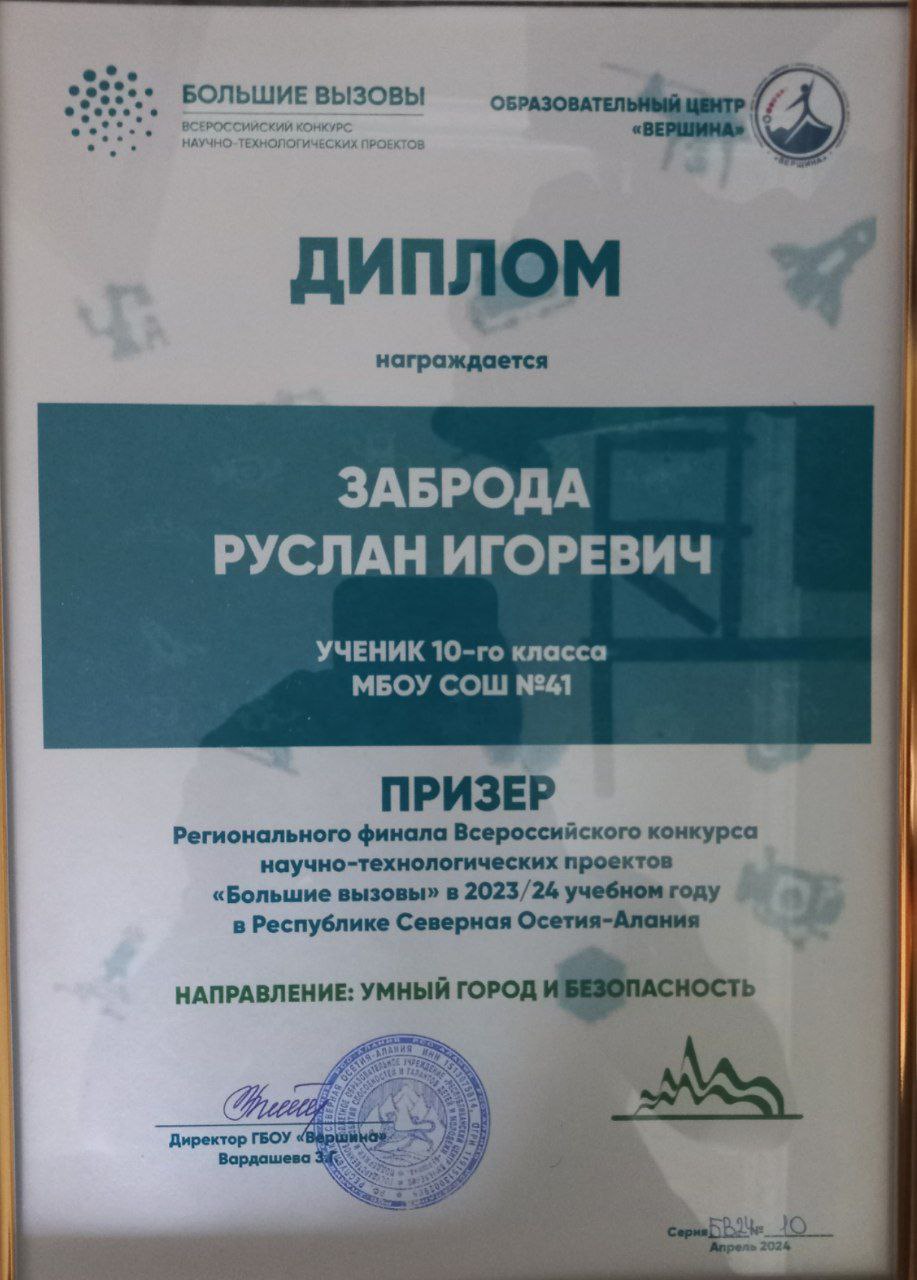 БОЛЬШИЕ ВЫЗОВЫ
ВСЕРОССИЙСКИЙ КОНКУРС
НАУЧНО-ТЕХНОЛОГИЧЕСКИХ ПРОЕКТОВ
ОБРАЗОВАТЕЛЬНЫЙ ЦЕНТР
«ВЕРШИНА»
«ВЕРШИНА»
ДИПЛОМ
награждается
ЗАБРОДА
РУСЛАН ИГОРЕВИЧ
УЧЕНИК 10-го класса
МБОУ СОШ №41
ПРИЗЕР
Регионального финала Всероссийского конкурса
научно-технологических проектов
«Большие вызовы» в 2023/24 учебном году
в Республике Северная Осетия-Алания
НАПРАВЛЕНИЕ: УМНЫЙ ГОРОД И БЕЗОПАСНОСТЬ
Директор ГБОУ «Вершина»
Вардашева З.Г.
Серия БВ24 № 10
Апрель 2024